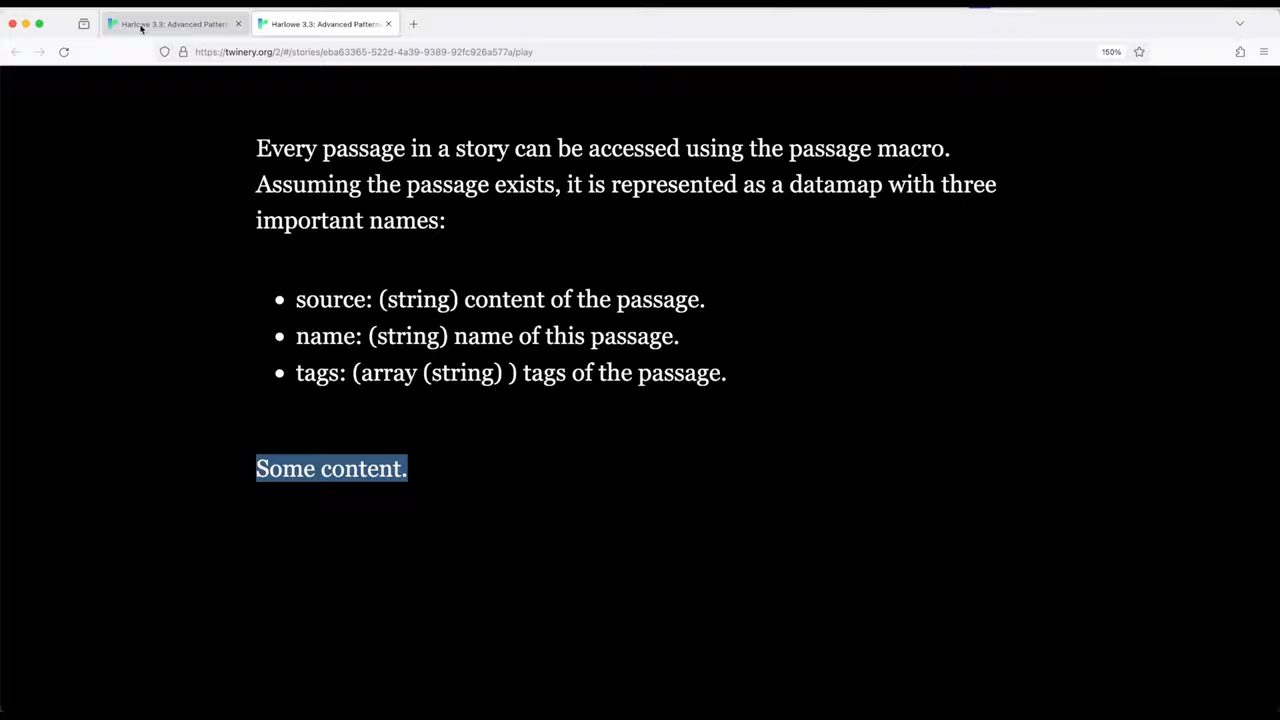 Harlowe 3.3: Advanced Pattern
Harlowe 3.3: Advanced Pattern
https://twinery.org/2/#/stories/eba63365-522d-4a39-9389-92fc926a577a/play
150%
Every passage in a story can be accessed using the passage macro.
Assuming the passage exists, it is represented as a datamap with three
important names:
• source: (string) content of the passage.
• name: (string) name of this passage.
• tags: (array (string) ) tags of the passage.
Some content.